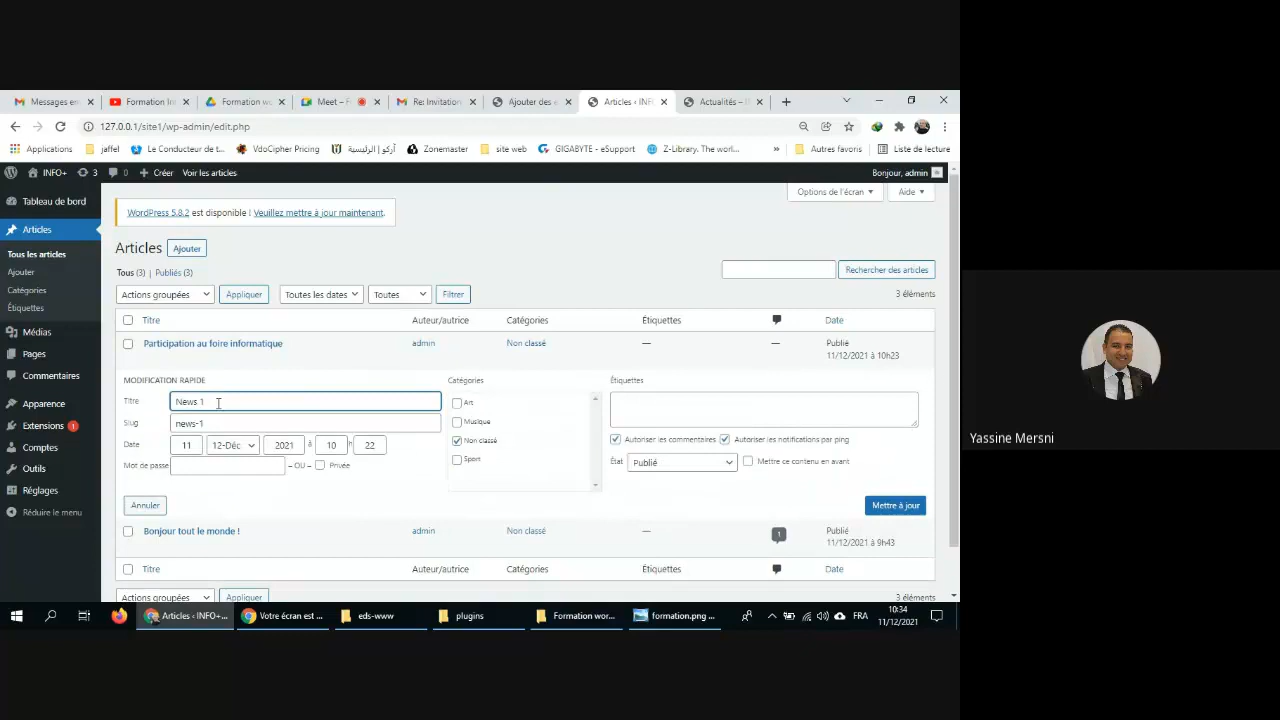 Messages en
Formation In
Formation wo
Meet – F
Re: Invitation
Ajouter des e
Articles ‹ INFO
Actualités – I
127.0.0.1/site1/wp-admin/edit.php
Applications
jaffel
Le Conducteur de t...
VdoCipher Pricing
أركو | الرئيسية
Zonemaster
site web
GIGABYTE - eSupport
Z-Library. The worl...
»
Autres favoris
Liste de lecture
INFO+
3
0
Créer
Voir les articles
Bonjour, admin
Tableau de bord
Articles
Tous les articles
Ajouter
Catégories
Étiquettes
Médias
Pages
Commentaires
Apparence
Extensions 1
Comptes
Outils
Réglages
Réduire le menu
Options de l'écran
Aide
WordPress 5.8.2 est disponible ! Veuillez mettre à jour maintenant.
Articles
Ajouter
Tous (3) | Publiés (3)
Rechercher des articles
Actions groupées
Appliquer
Toutes les dates
Toutes
Filtrer
3 éléments
Titre
Auteur/autrice
Catégories
Étiquettes
Date
Participation au foire informatique
admin
Non classé
—
—
Publié
11/12/2021 à 10h23
MODIFICATION RAPIDE
Titre
News 1
Slug
news-1
Date
11
12-Déc
2021
à
10
h
22
Mot de passe
– OU –
Privée
Catégories
Art
Musique
Non classé
Sport
Étiquettes
Autoriser les commentaires
Autoriser les notifications par ping
État
Publié
Mettre ce contenu en avant
Annuler
Mettre à jour
Bonjour tout le monde !
admin
Non classé
—
1
Publié
11/12/2021 à 9h43
Titre
Auteur/autrice
Catégories
Étiquettes
Date
Actions groupées
Appliquer
3 éléments
Articles ‹ INFO+...
Votre écran est ...
eds-www
plugins
Formation wor...
formation.png ...
FRA
10:34
11/12/2021
Yassine Mersni